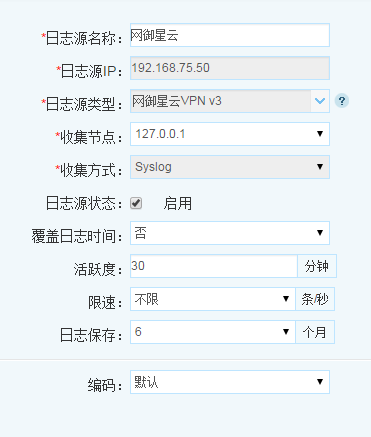 *日志源名称： 网御星云
*日志源IP： 192.168.75.50
*日志源类型： 网御星云VPN v3 ?
*收集节点： 127.0.0.1
*收集方式： Syslog
日志源状态： 启用
覆盖日志时间： 否
活跃度： 30 分钟
限速： 不限 条/秒
日志保存： 6 个月
编码： 默认